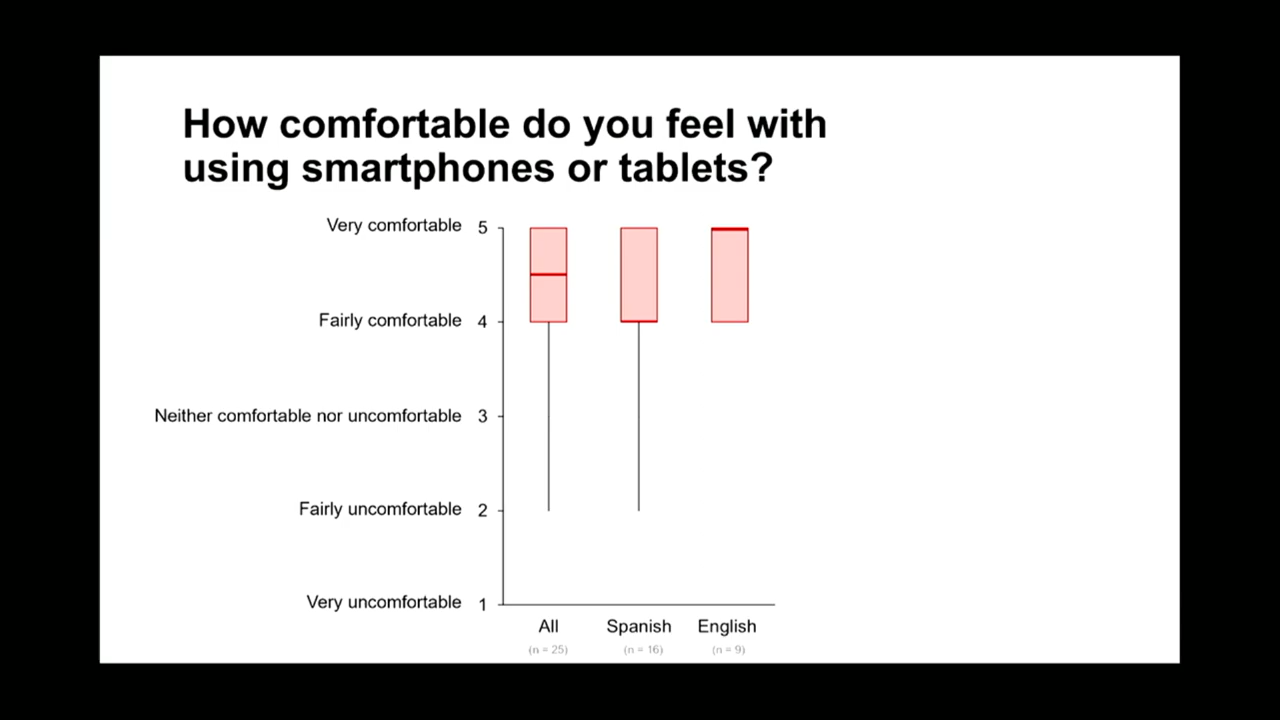 How comfortable do you feel with
using smartphones or tablets?
Very comfortable 5
Fairly comfortable 4
Neither comfortable nor uncomfortable 3
Fairly uncomfortable 2
Very uncomfortable 1
All Spanish English
(n = 25) (n = 16) (n = 9)